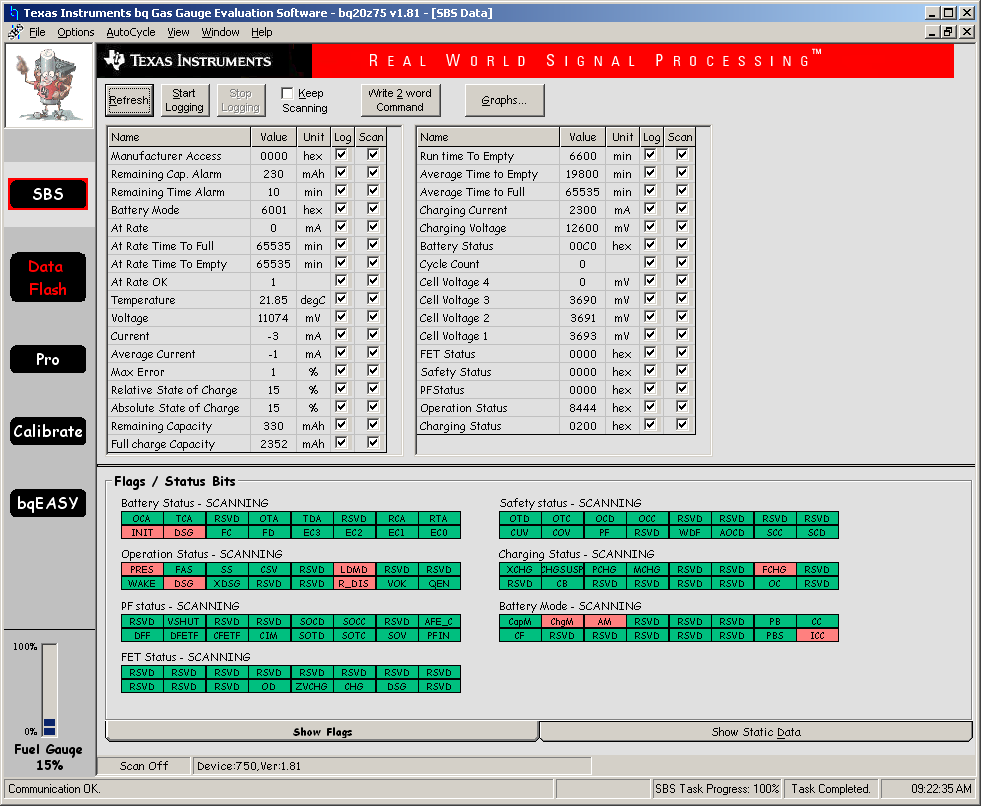 Texas Instruments bq Gas Gauge Evaluation Software - bq20z75 v1.81 - [SBS Data]
File Options AutoCycle View Window Help
TEXAS INSTRUMENTS REAL WORLD SIGNAL PROCESSING™
Refresh Start Logging Stop Logging Keep Scanning Write 2 word Command Graphs...
SBS
Data Flash
Pro
Calibrate
bqEASY
Name Value Unit Log Scan
Manufacturer Access 0000 hex
Remaining Cap. Alarm 230 mAh
Remaining Time Alarm 10 min
Battery Mode 6001 hex
At Rate 0 mA
At Rate Time To Full 65535 min
At Rate Time To Empty 65535 min
At Rate OK 1
Temperature 21.85 degC
Voltage 11074 mV
Current -3 mA
Average Current -1 mA
Max Error 1 %
Relative State of Charge 15 %
Absolute State of Charge 15 %
Remaining Capacity 330 mAh
Full charge Capacity 2352 mAh
Name Value Unit Log Scan
Run time To Empty 6600 min
Average Time to Empty 19800 min
Average Time to Full 65535 min
Charging Current 2300 mA
Charging Voltage 12600 mV
Battery Status 00C0 hex
Cycle Count 0
Cell Voltage 4 0 mV
Cell Voltage 3 3690 mV
Cell Voltage 2 3691 mV
Cell Voltage 1 3693 mV
FET Status 0000 hex
Safety Status 0000 hex
PFStatus 0000 hex
Operation Status 8444 hex
Charging Status 0200 hex
Flags / Status Bits
Battery Status - SCANNING
OCA TCA RSVD OTA TDA RSVD RCA RTA
INIT DSG FC FD EC3 EC2 EC1 EC0
Operation Status - SCANNING
PRES FAS SS CSV RSVD LDMD RSVD RSVD
WAKE DSG XDSG RSVD RSVD R_DIS VOK QEN
PF status - SCANNING
RSVD VSHUT RSVD RSVD SOCD SOCC RSVD AFE_C
DFF DFETF CFETF CIM SOTD SOTC SOV PFIN
FET Status - SCANNING
RSVD RSVD RSVD RSVD RSVD RSVD RSVD RSVD
RSVD RSVD RSVD OD ZVCHG CHG DSG RSVD
Safety status - SCANNING
OTD OTC OCD OCC RSVD RSVD RSVD RSVD
CUV COV PF RSVD WDF AOCD SCC SCD
Charging Status - SCANNING
XCHG CHGSUSP PCHG MCHG RSVD RSVD FCHG RSVD
RSVD CB RSVD RSVD RSVD RSVD OC RSVD
Battery Mode - SCANNING
CapM ChgM AM RSVD RSVD RSVD PB CC
CF RSVD RSVD RSVD RSVD RSVD PBS ICC
Show Flags Show Static Data
100%
0%
Fuel Gauge
15%
Scan Off Device:750,Ver:1.81
Communication OK. SBS Task Progress: 100% Task Completed. 09:22:35 AM